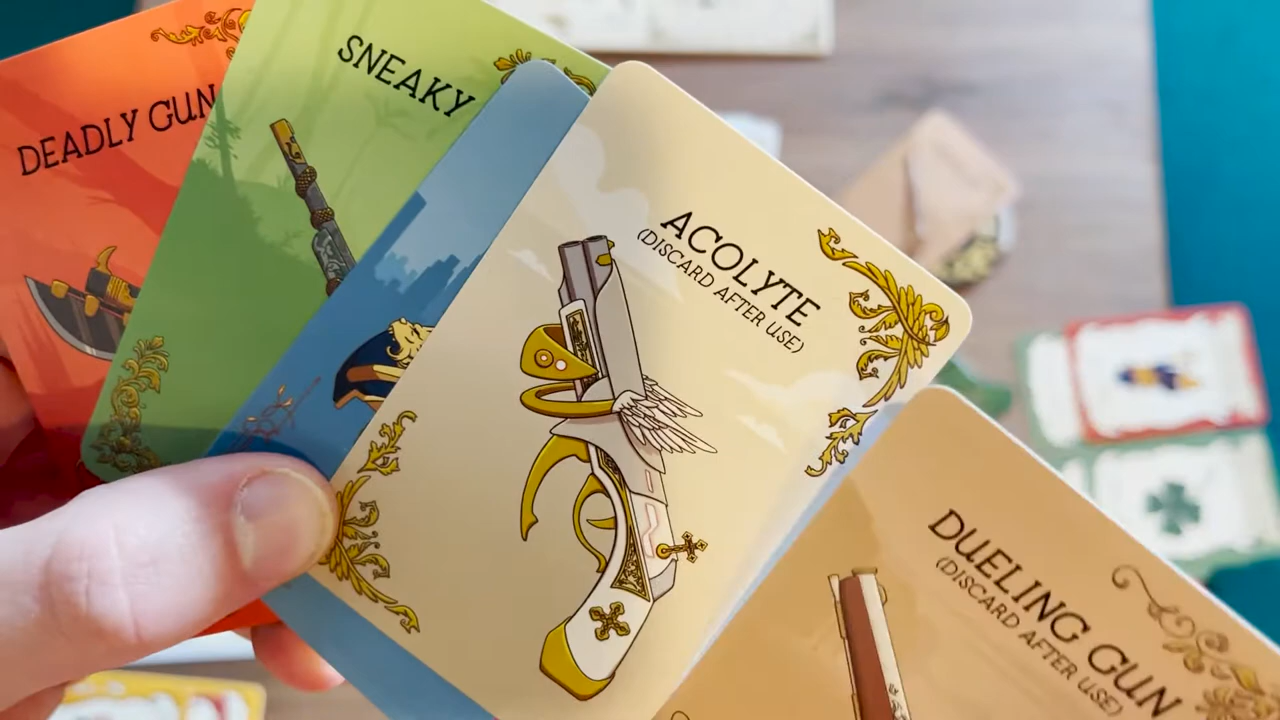 DEADLY GUN
SNEAKY
ACOLYTE
(DISCARD AFTER USE)
DUELING GUN
(DISCARD AFTER USE)